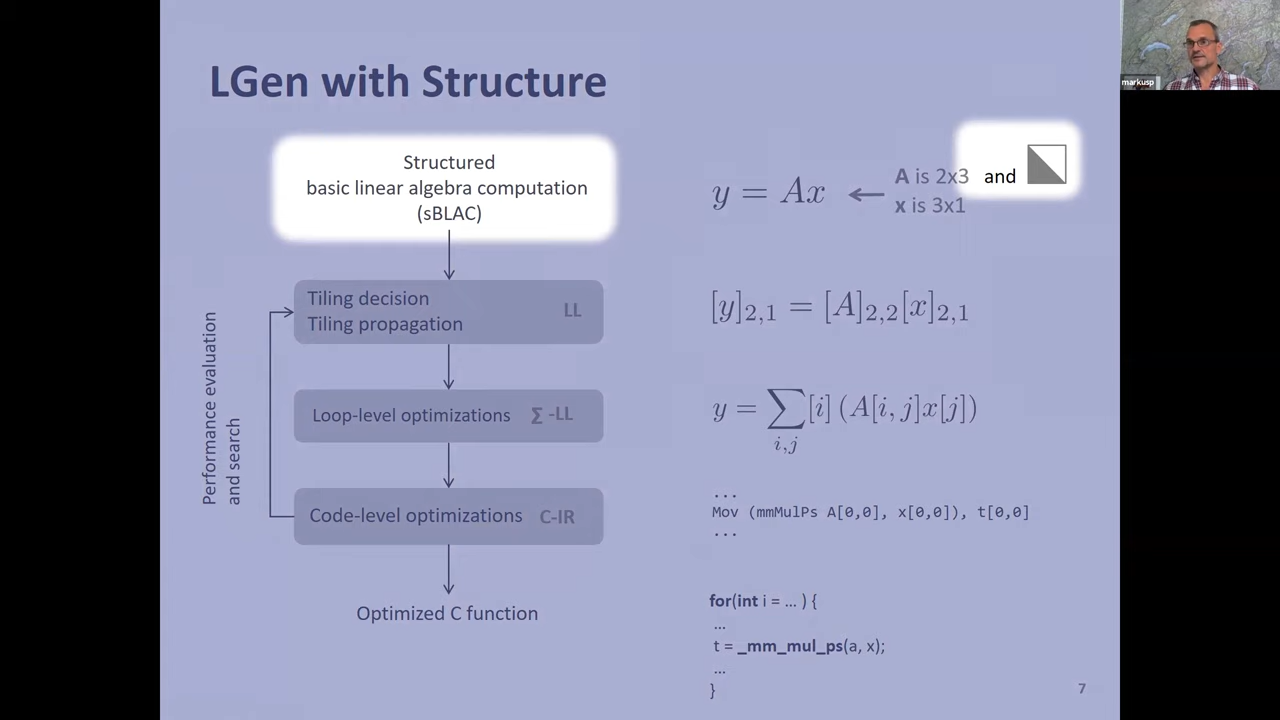 LGen with Structure
markusp
Structured
basic linear algebra computation
(sBLAC)
y = Ax ← A is 2x3 and
x is 3x1
Performance evaluation
and search
Tiling decision
Tiling propagation
LL
[y]2,1 = [A]2,2[x]2,1
Loop-level optimizations Σ -LL
y = ∑ [i] (A[i, j]x[j])
i,j
Code-level optimizations C-IR
...
Mov (mmMulPs A[0,0], x[0,0]), t[0,0]
...
Optimized C function
for(int i = ... ) {
...
t = _mm_mul_ps(a, x);
...
}
7